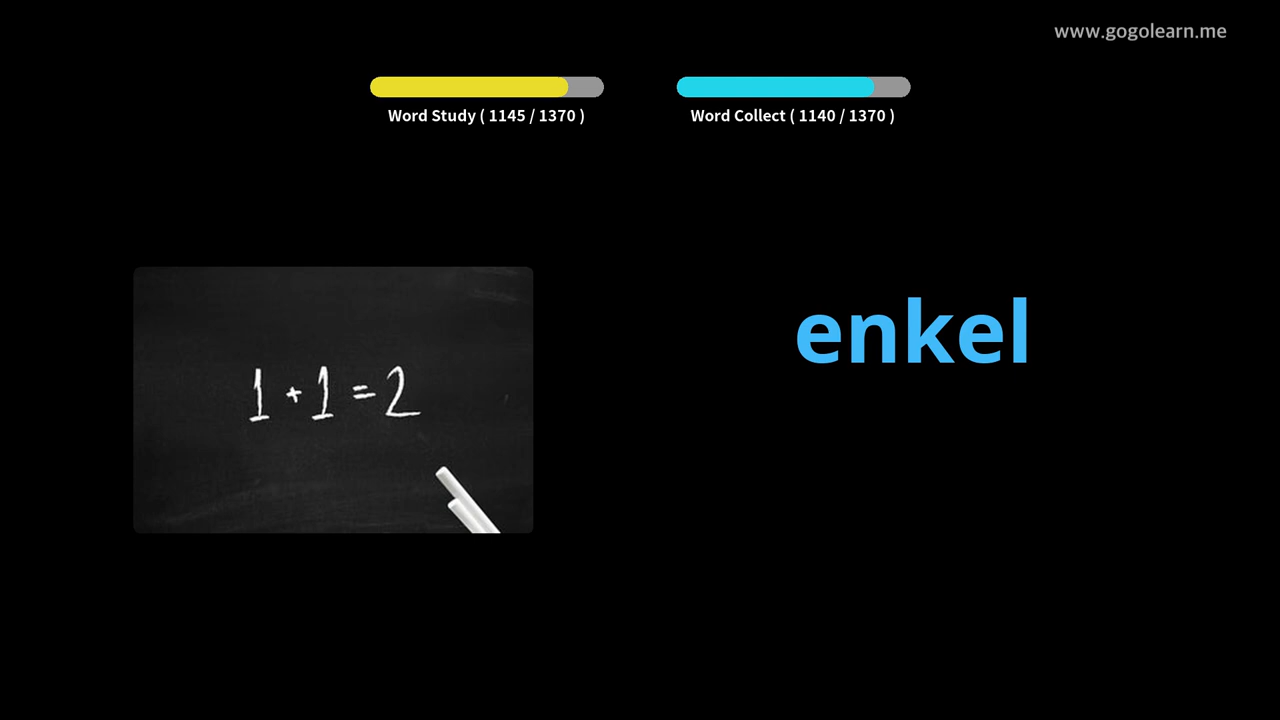 www.gogolearn.me
Word Study ( 1145 / 1370 )
Word Collect ( 1140 / 1370 )
enkel
1 + 1 = 2